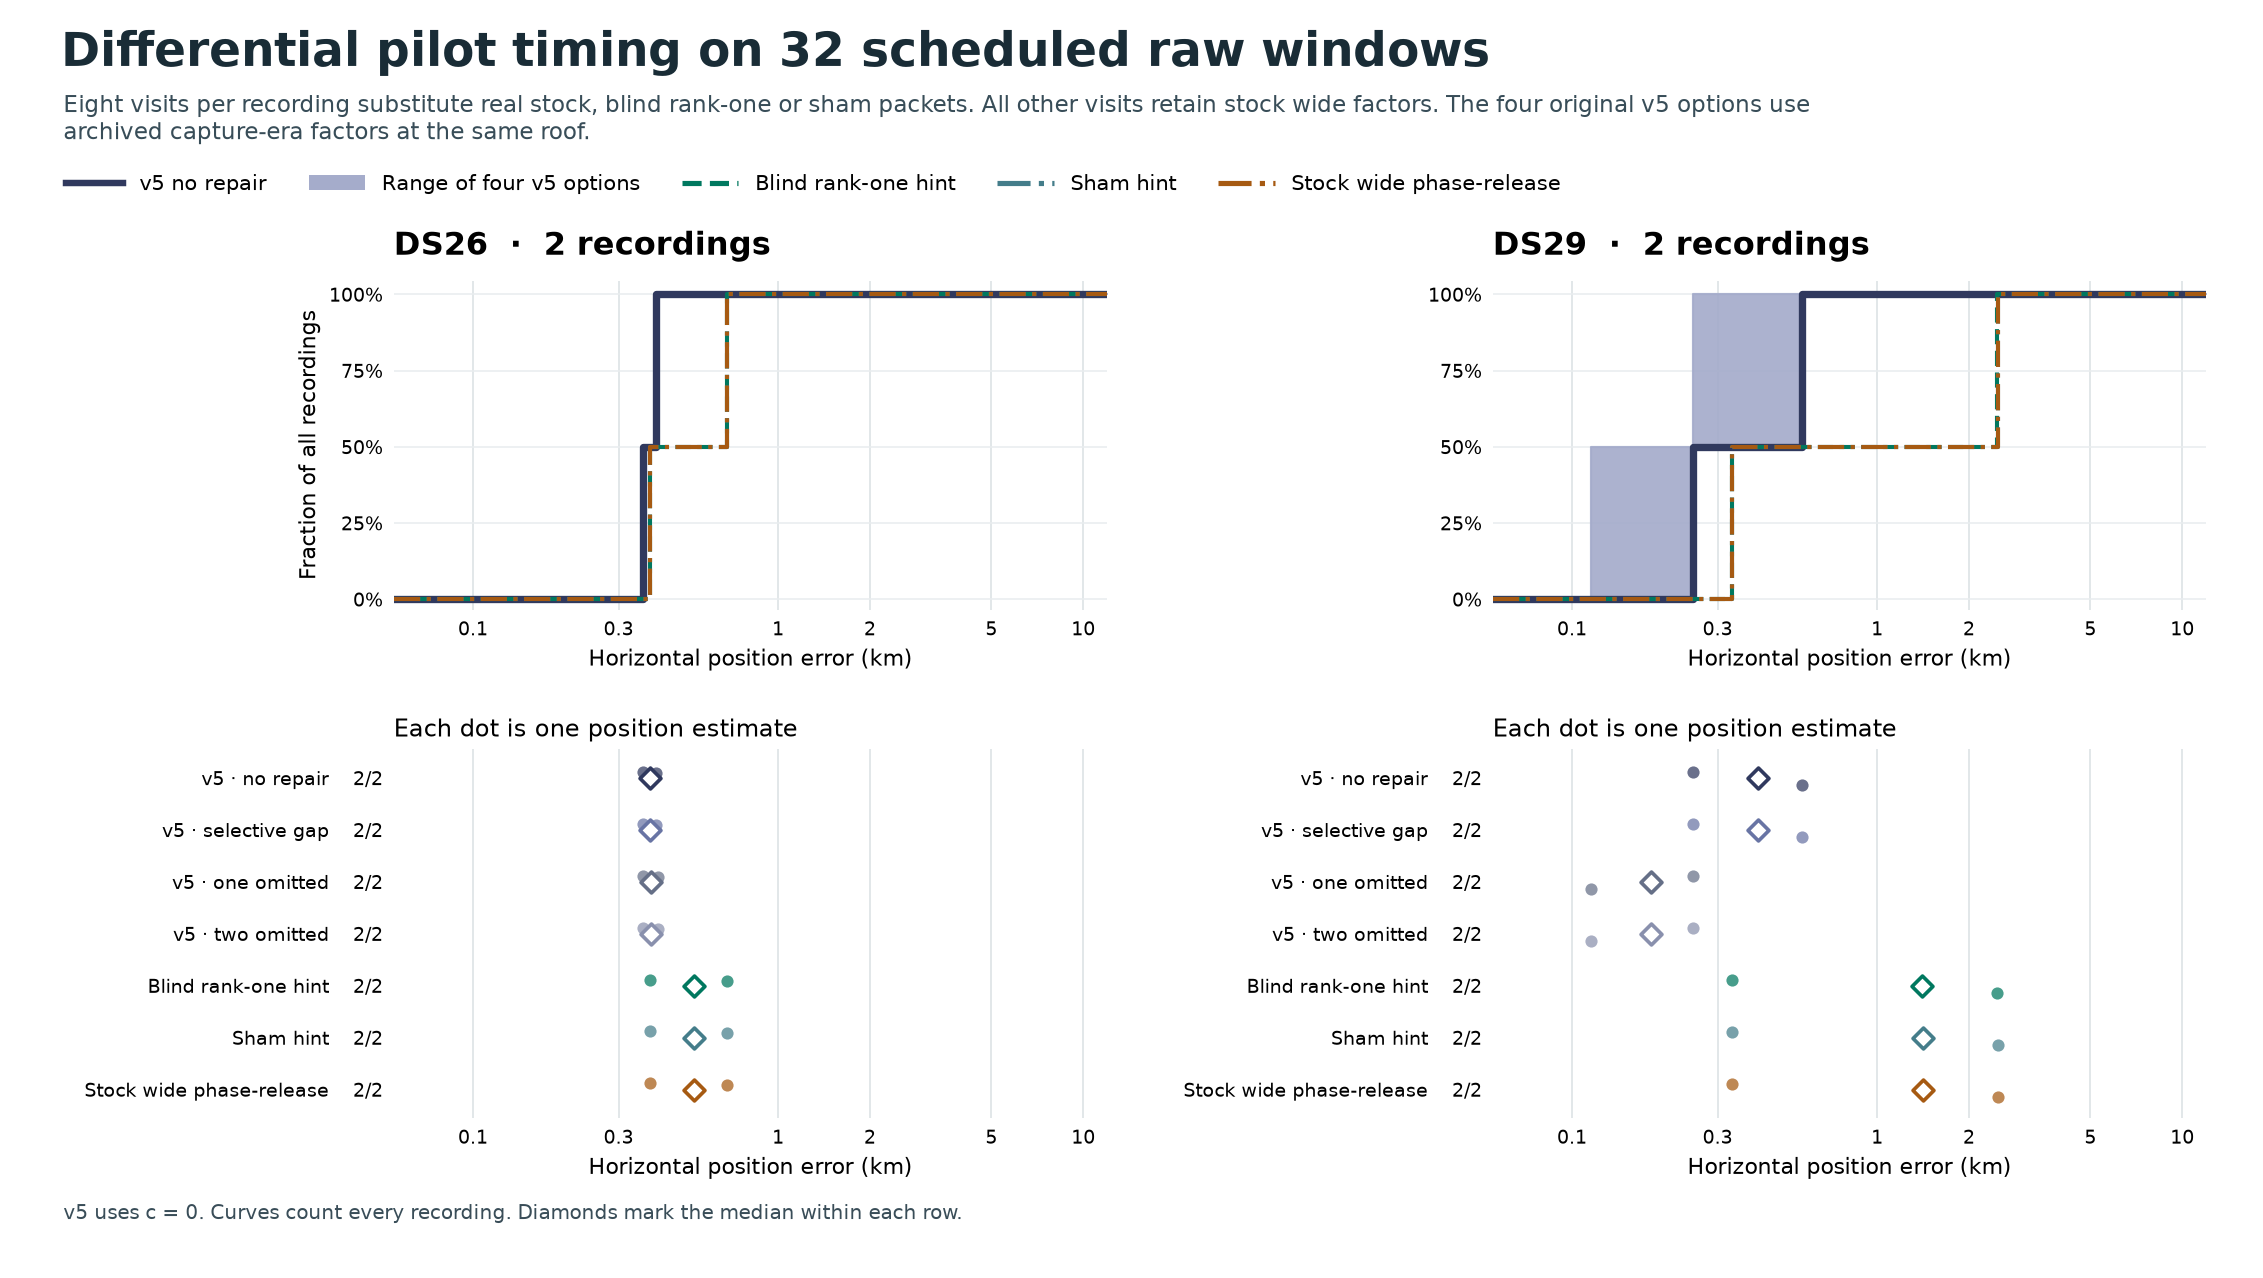 Differential pilot timing on 32 scheduled raw windows
Eight visits per recording substitute real stock, blind rank-one or sham packets. All other visits retain stock wide factors. The four original v5 options use
archived capture-era factors at the same roof.
v5 no repair Range of four v5 options Blind rank-one hint Sham hint Stock wide phase-release
DS26 · 2 recordings
Fraction of all recordings
100%
75%
50%
25%
0%
0.1 0.3 1 2 5 10
Horizontal position error (km)
DS29 · 2 recordings
100%
75%
50%
25%
0%
0.1 0.3 1 2 5 10
Horizontal position error (km)
Each dot is one position estimate
v5 · no repair 2/2
v5 · selective gap 2/2
v5 · one omitted 2/2
v5 · two omitted 2/2
Blind rank-one hint 2/2
Sham hint 2/2
Stock wide phase-release 2/2
0.1 0.3 1 2 5 10
Horizontal position error (km)
Each dot is one position estimate
v5 · no repair 2/2
v5 · selective gap 2/2
v5 · one omitted 2/2
v5 · two omitted 2/2
Blind rank-one hint 2/2
Sham hint 2/2
Stock wide phase-release 2/2
0.1 0.3 1 2 5 10
Horizontal position error (km)
v5 uses c = 0. Curves count every recording. Diamonds mark the median within each row.